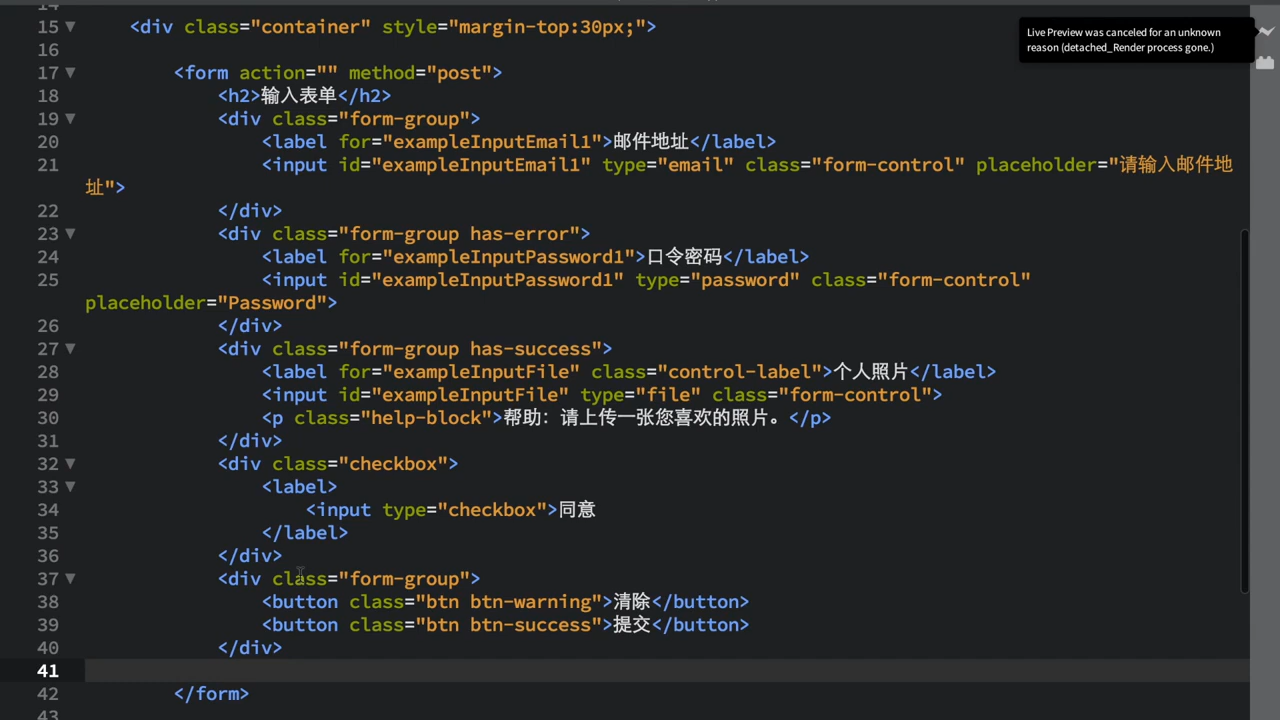 14
15 <div class="container" style="margin-top:30px;">
16
17 <form action="" method="post">
18 <h2>输入表单</h2>
19 <div class="form-group">
20 <label for="exampleInputEmail1">邮件地址</label>
21 <input id="exampleInputEmail1" type="email" class="form-control" placeholder="请输入邮件地
址">
22 </div>
23 <div class="form-group has-error">
24 <label for="exampleInputPassword1">口令密码</label>
25 <input id="exampleInputPassword1" type="password" class="form-control"
placeholder="Password">
26 </div>
27 <div class="form-group has-success">
28 <label for="exampleInputFile" class="control-label">个人照片</label>
29 <input id="exampleInputFile" type="file" class="form-control">
30 <p class="help-block">帮助：请上传一张您喜欢的照片。</p>
31 </div>
32 <div class="checkbox">
33 <label>
34 <input type="checkbox">同意
35 </label>
36 </div>
37 <div class="form-group">
38 <button class="btn btn-warning">清除</button>
39 <button class="btn btn-success">提交</button>
40 </div>
41
42 </form>
43
Live Preview was canceled for an unknown
reason (detached_Render process gone.)